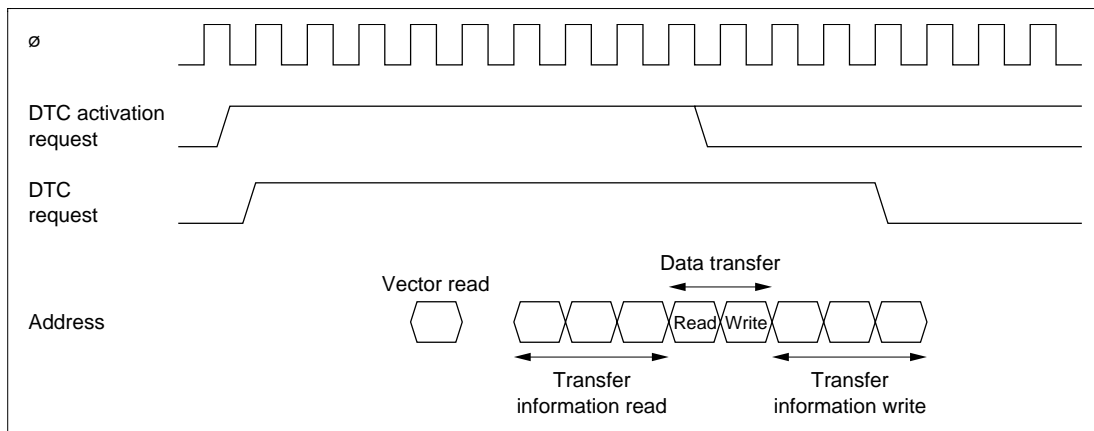 ø
DTC activation
request
DTC
request
Data transfer
Vector read
Address
Read
Write
Transfer
information read
Transfer
information write